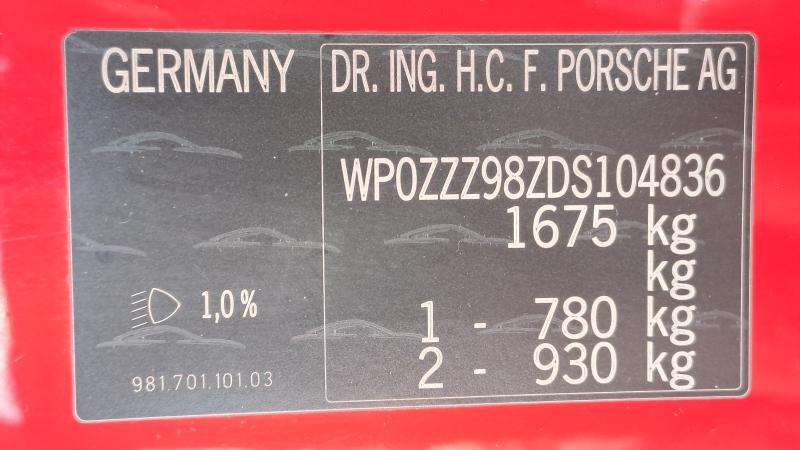 GERMANY
DR. ING. H.C. F. PORSCHE AG
WP0ZZZ98ZDS104836
1675 kg
kg
1 - 780 kg
2 - 930 kg
1,0 %
981.701.101.03